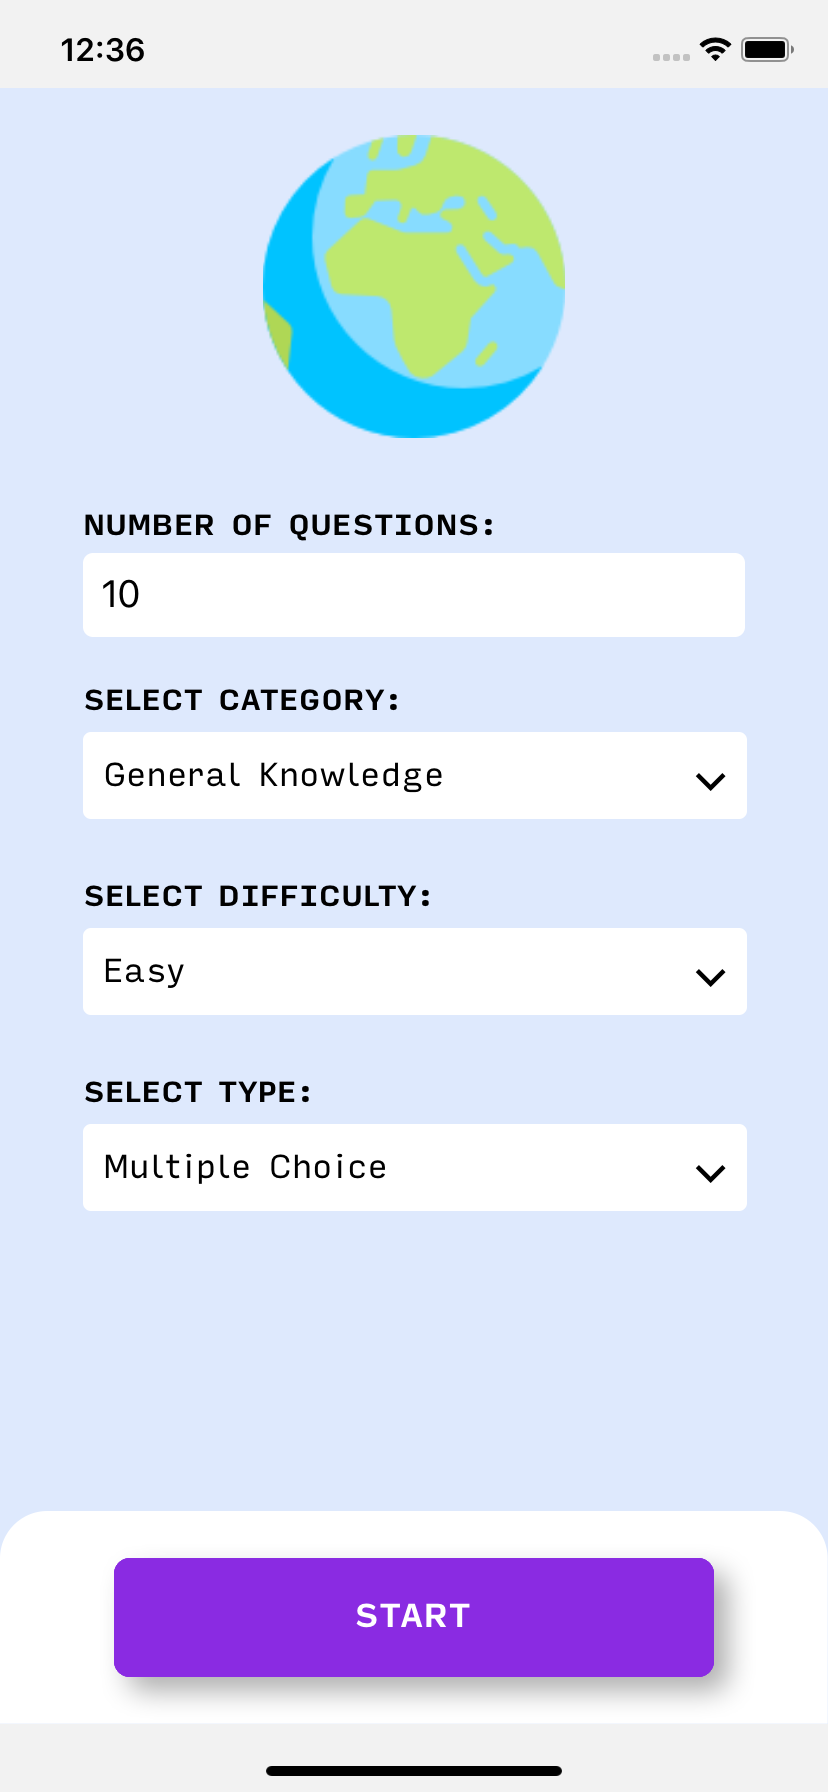 12:36
NUMBER OF QUESTIONS:
10
SELECT CATEGORY:
General Knowledge
SELECT DIFFICULTY:
Easy
SELECT TYPE:
Multiple Choice
START